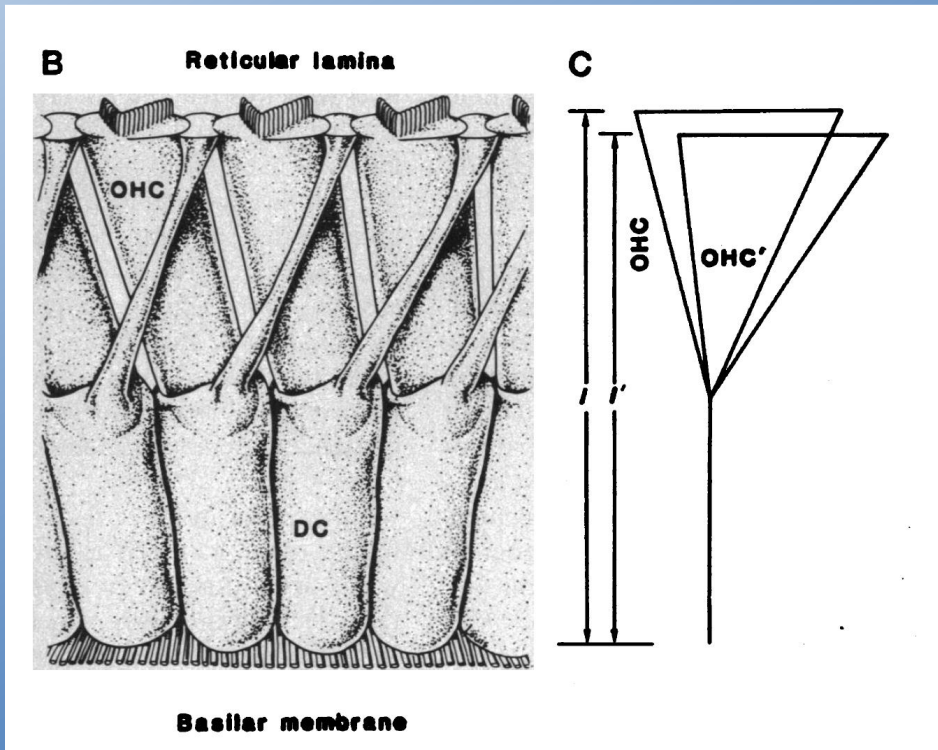 B
Reticular lamina
OHC
DC
Basilar membrane
C
OHC
OHC′
l
l′